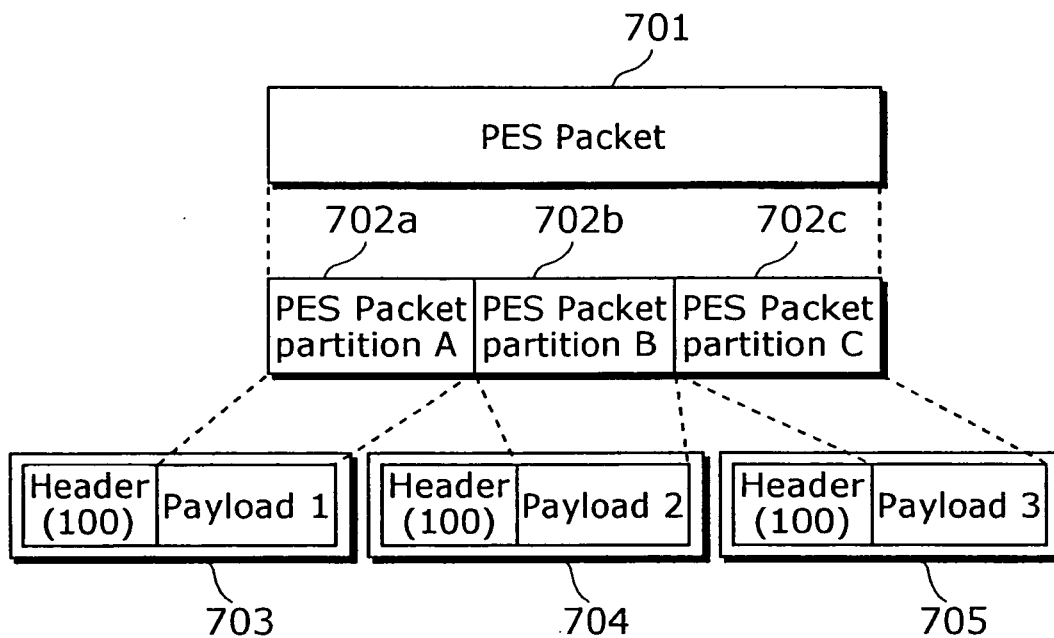 701
PES Packet
702a
702b
702c
PES Packet
partition A
PES Packet
partition B
PES Packet
partition C
Header
(100)
Payload 1
Header
(100)
Payload 2
Header
(100)
Payload 3
703
704
705